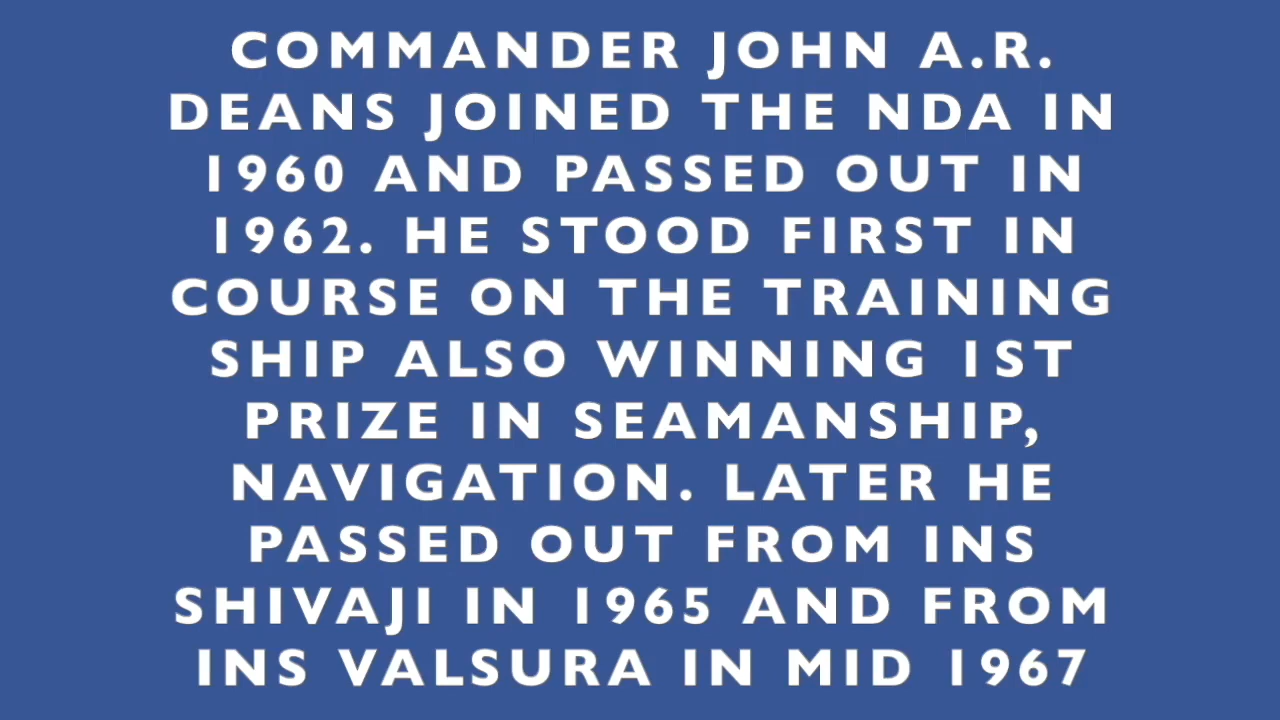 COMMANDER JOHN A.R.
DEANS JOINED THE NDA IN
1960 AND PASSED OUT IN
1962. HE STOOD FIRST IN
COURSE ON THE TRAINING
SHIP ALSO WINNING 1ST
PRIZE IN SEAMANSHIP,
NAVIGATION. LATER HE
PASSED OUT FROM INS
SHIVAJI IN 1965 AND FROM
INS VALSURA IN MID 1967